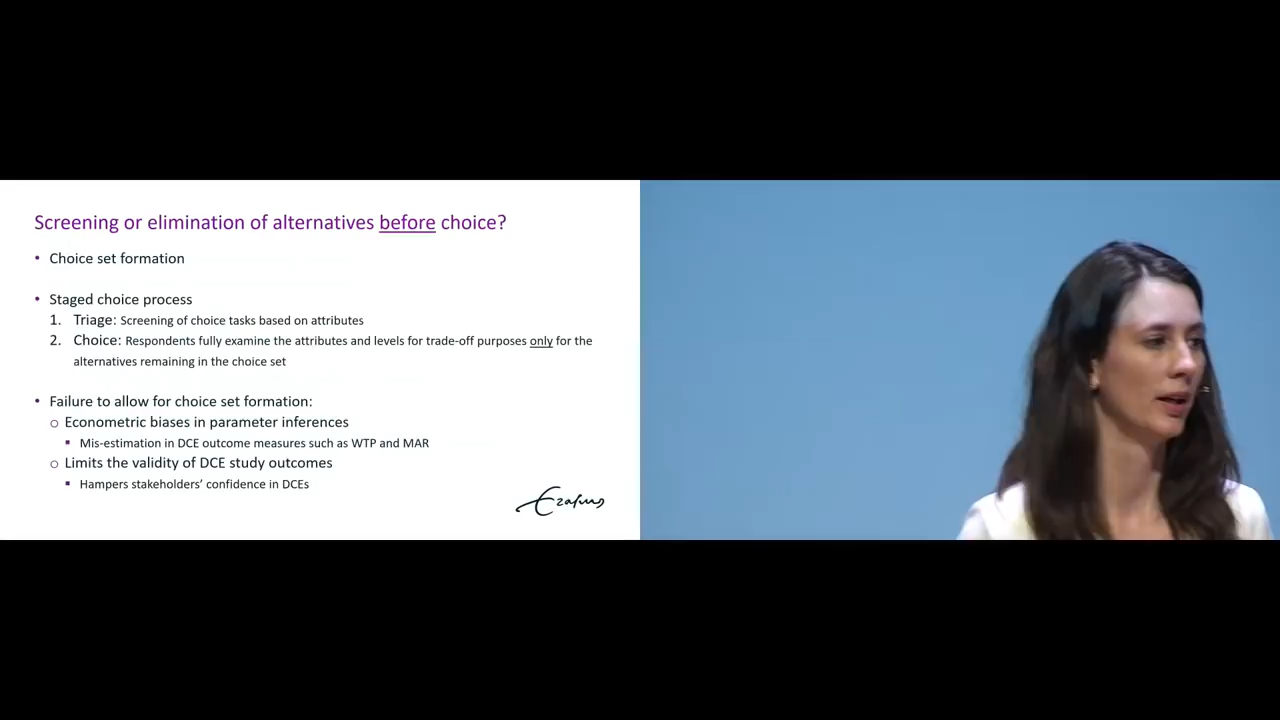 Screening or elimination of alternatives before choice?
• Choice set formation
• Staged choice process
1. Triage: Screening of choice tasks based on attributes
2. Choice: Respondents fully examine the attributes and levels for trade-off purposes only for the
alternatives remaining in the choice set
• Failure to allow for choice set formation:
o Econometric biases in parameter inferences
▪ Mis-estimation in DCE outcome measures such as WTP and MAR
o Limits the validity of DCE study outcomes
▪ Hampers stakeholders’ confidence in DCEs
Erasmus